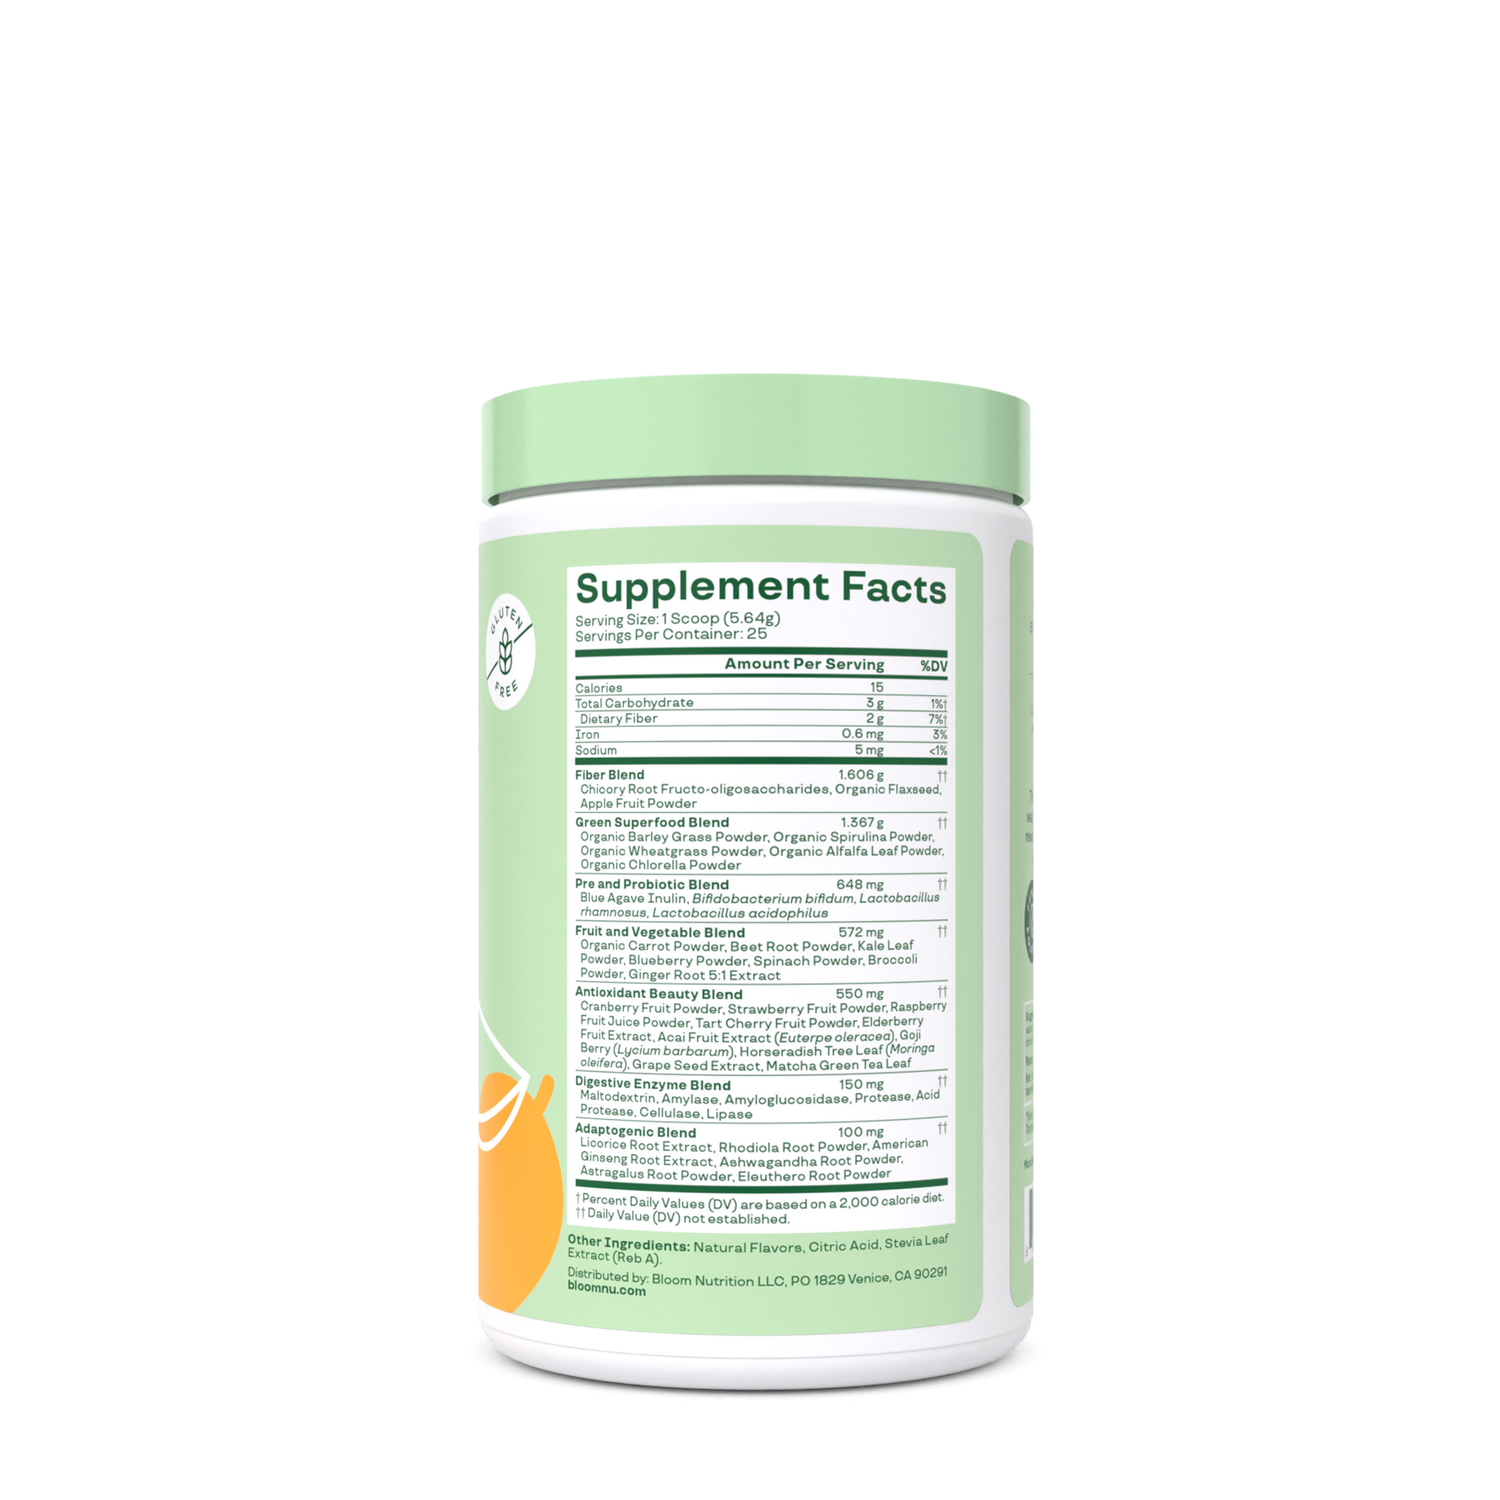 GLUTEN
FREE
Supplement Facts
Serving Size: 1 Scoop (5.64g)
Servings Per Container: 25
Amount Per Serving %DV
Calories 15
Total Carbohydrate 3 g 1%†
Dietary Fiber 2 g 7%†
Iron 0.6 mg 3%
Sodium 5 mg <1%
Fiber Blend 1.606 g ††
Chicory Root Fructo-oligosaccharides, Organic Flaxseed,
Apple Fruit Powder
Green Superfood Blend 1.367 g ††
Organic Barley Grass Powder, Organic Spirulina Powder,
Organic Wheatgrass Powder, Organic Alfalfa Leaf Powder,
Organic Chlorella Powder
Pre and Probiotic Blend 648 mg ††
Blue Agave Inulin, Bifidobacterium bifidum, Lactobacillus
rhamnosus, Lactobacillus acidophilus
Fruit and Vegetable Blend 572 mg ††
Organic Carrot Powder, Beet Root Powder, Kale Leaf
Powder, Blueberry Powder, Spinach Powder, Broccoli
Powder, Ginger Root 5:1 Extract
Antioxidant Beauty Blend 550 mg ††
Cranberry Fruit Powder, Strawberry Fruit Powder, Raspberry
Fruit Juice Powder, Tart Cherry Fruit Powder, Elderberry
Fruit Extract, Acai Fruit Extract (Euterpe oleracea), Goji
Berry (Lycium barbarum), Horseradish Tree Leaf (Moringa
oleifera), Grape Seed Extract, Matcha Green Tea Leaf
Digestive Enzyme Blend 150 mg ††
Maltodextrin, Amylase, Amyloglucosidase, Protease, Acid
Protease, Cellulase, Lipase
Adaptogenic Blend 100 mg ††
Licorice Root Extract, Rhodiola Root Powder, American
Ginseng Root Extract, Ashwagandha Root Powder,
Astragalus Root Powder, Eleuthero Root Powder
† Percent Daily Values (DV) are based on a 2,000 calorie diet.
†† Daily Value (DV) not established.
Other Ingredients: Natural Flavors, Citric Acid, Stevia Leaf
Extract (Reb A).
Distributed by: Bloom Nutrition LLC, PO 1829 Venice, CA 90291
bloomnu.com